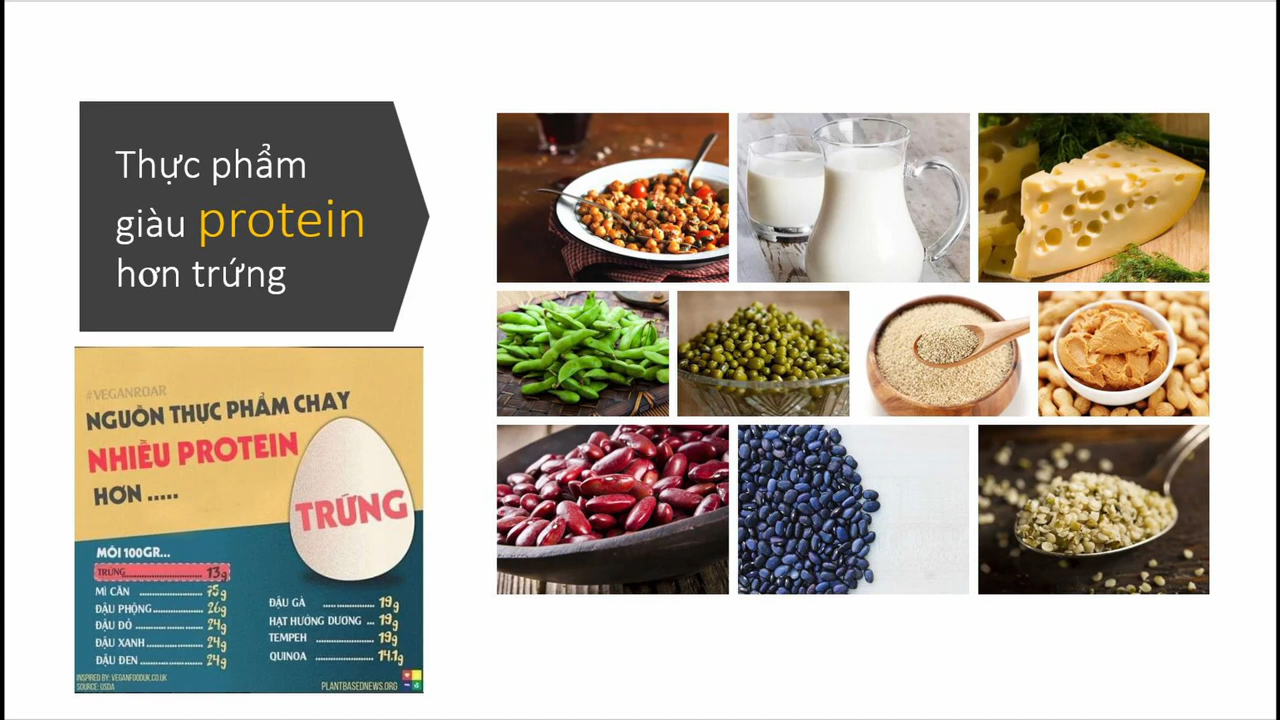 Thực phẩm
giàu protein
hơn trứng
#VEGANROAR
NGUỒN THỰC PHẨM CHAY
NHIỀU PROTEIN
HƠN .....
TRỨNG
MỖI 100GR...
TRỨNG........................ 13g
MÌ CĂN ........................ 75g
ĐẬU PHỘNG.................. 26g
ĐẬU ĐỎ ........................ 24g
ĐẬU XANH.................... 24g
ĐẬU ĐEN ...................... 24g
ĐẬU GÀ ................... 19g
HẠT HƯỚNG DƯƠNG ... 19g
TEMPEH .................. 19g
QUINOA .................. 14.1g
INSPIRED BY: VEGANFOODUK.CO.UK
SOURCE: USDA
PLANTBASEDNEWS.ORG